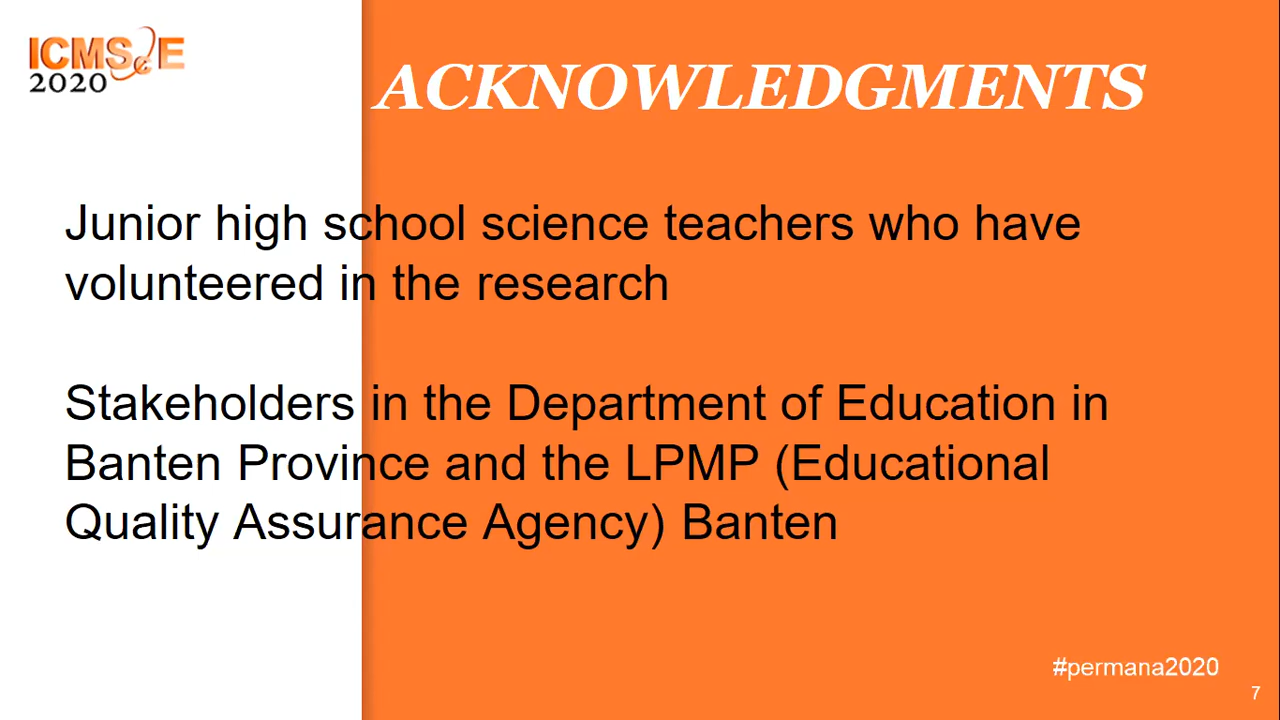 ICMScE
2020
ACKNOWLEDGMENTS
Junior high school science teachers who have
volunteered in the research
Stakeholders in the Department of Education in
Banten Province and the LPMP (Educational
Quality Assurance Agency) Banten
#permana2020
7